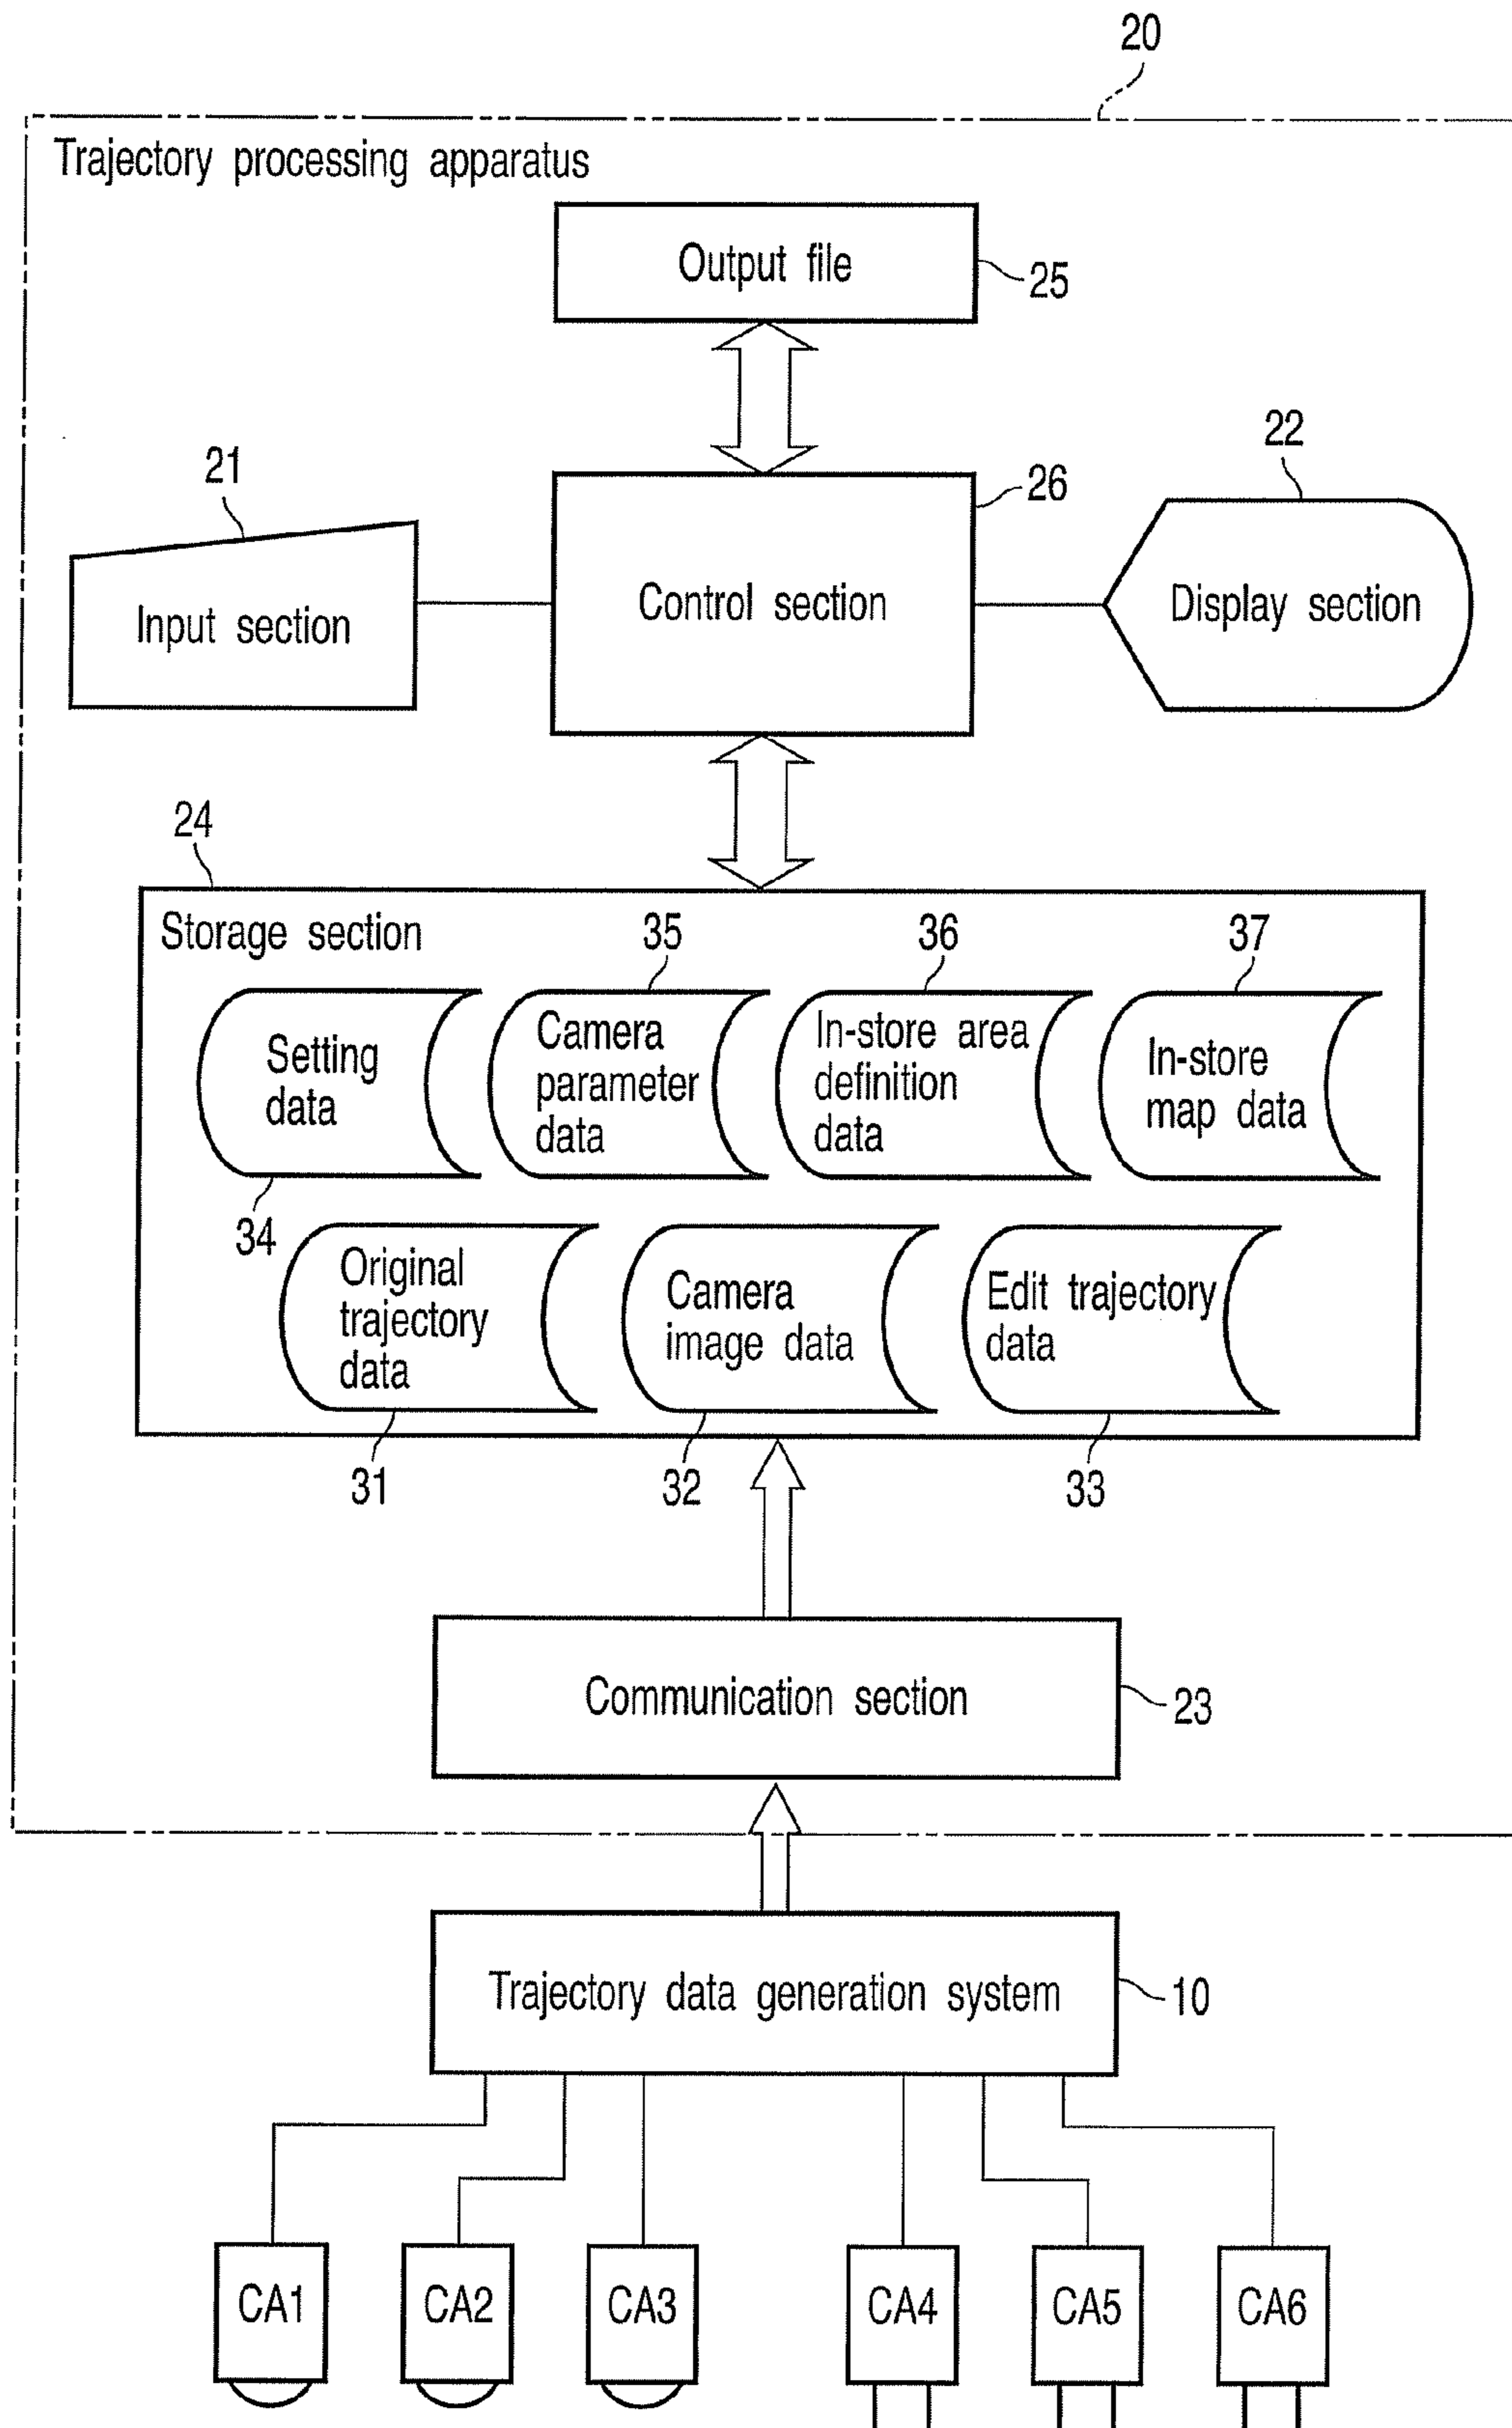 20
Trajectory processing apparatus
Output file
25
21
26
22
Input section
Control section
Display section
24
Storage section
35
36
37
Setting
data
Camera
parameter
data
In-store area
definition
data
In-store
map data
34
Original
trajectory
data
Camera
image data
Edit trajectory
data
31
32
33
Communication section
23
Trajectory data generation system
10
CA1
CA2
CA3
CA4
CA5
CA6